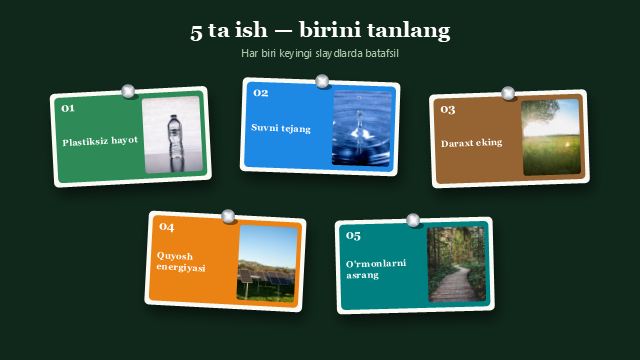 5 ta ish — birini tanlang
Har biri keyingi slaydlarda batafsil
01
Plastiksiz hayot
02
Suvni tejang
03
Daraxt eking
04
Quyosh
energiyasi
05
O'rmonlarni
asrang